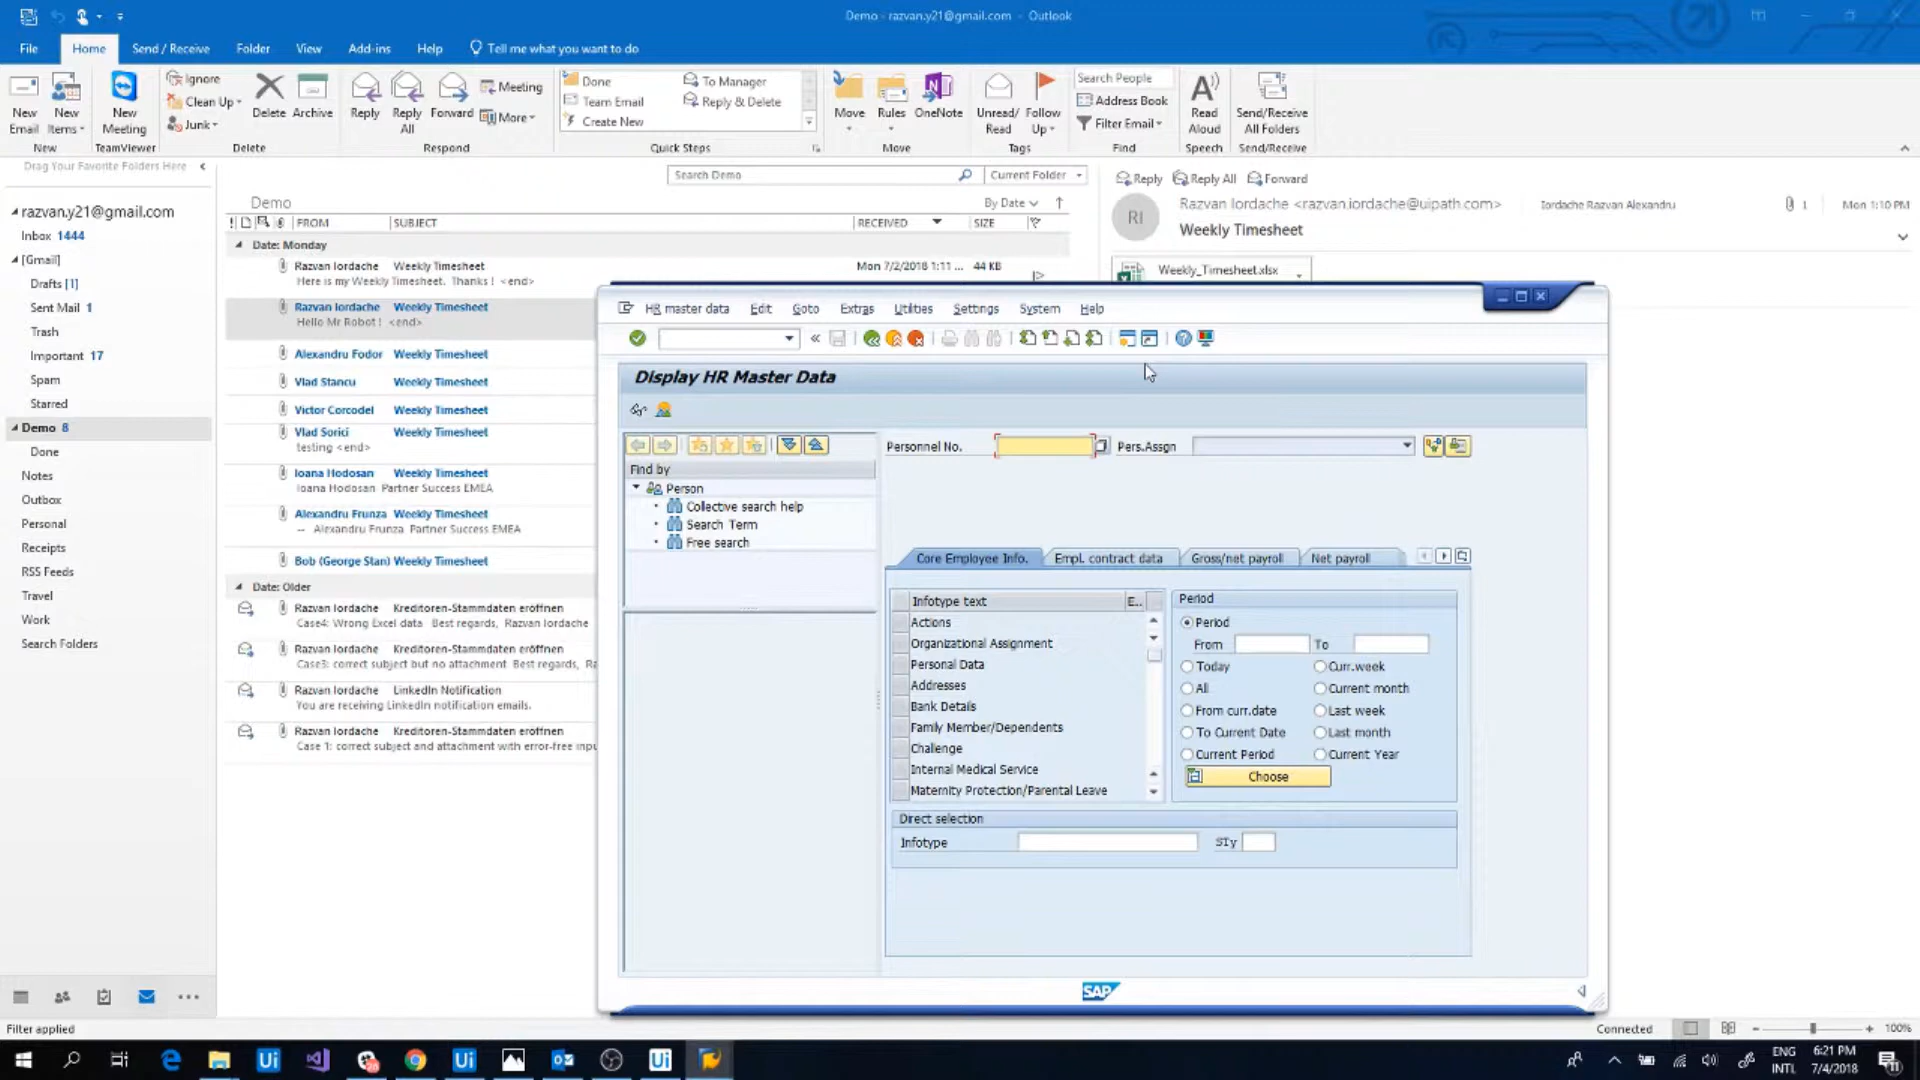 Demo - razvan.y21@gmail.com - Outlook
File Home Send / Receive Folder View Add-ins Help Tell me what you want to do
New Email
New Items
New Meeting
Ignore
Clean Up
Junk
Delete
Archive
Reply
Reply All
Forward
Meeting
More
Done
Team Email
Create New
To Manager
Reply & Delete
Move
Rules
OneNote
Unread/ Read
Follow Up
Search People
Address Book
Filter Email
Read Aloud
Send/Receive All Folders
New TeamViewer Delete Respond Quick Steps Move Tags Find Speech Send/Receive
Drag Your Favorite Folders Here
razvan.y21@gmail.com
Inbox 1444
[Gmail]
Drafts [1]
Sent Mail 1
Trash
Important 17
Spam
Starred
Demo 8
Done
Notes
Outbox
Personal
Receipts
RSS Feeds
Travel
Work
Search Folders
Search Demo Current Folder
Demo By Date
! FROM SUBJECT RECEIVED SIZE
Date: Monday
Razvan Iordache Weekly Timesheet Mon 7/2/2018 1:11 ... 44 KB
Here is my Weekly Timesheet. Thanks ! <end>
Razvan Iordache Weekly Timesheet
Hello Mr Robot ! <end>
Alexandru Fodor Weekly Timesheet
Vlad Stancu Weekly Timesheet
Victor Corcodel Weekly Timesheet
Vlad Sorici Weekly Timesheet
testing <end>
Ioana Hodosan Weekly Timesheet
Ioana Hodosan Partner Success EMEA
Alexandru Frunza Weekly Timesheet
-- Alexandru Frunza Partner Success EMEA
Bob (George Stan) Weekly Timesheet
Date: Older
Razvan Iordache Kreditoren-Stammdaten eröffnen
Case4: Wrong Excel data Best regards, Razvan Iordache
Razvan Iordache Kreditoren-Stammdaten eröffnen
Case3: correct subject but no attachment Best regards, Ra
Razvan Iordache LinkedIn Notification
You are receiving LinkedIn notification emails.
Razvan Iordache Kreditoren-Stammdaten eröffnen
Case 1: correct subject and attachment with error-free inpu
Reply Reply All Forward
RI
Razvan Iordache <razvan.iordache@uipath.com> Iordache Razvan Alexandru 1 Mon 1:10 PM
Weekly Timesheet
Weekly_Timesheet.xlsx
HR master data Edit Goto Extras Utilities Settings System Help
Display HR Master Data
Find by
Person
Collective search help
Search Term
Free search
Personnel No. Pers.Assgn
Core Employee Info. Empl. contract data Gross/net payroll Net payroll
Infotype text E..
Actions
Organizational Assignment
Personal Data
Addresses
Bank Details
Family Member/Dependents
Challenge
Internal Medical Service
Maternity Protection/Parental Leave
Period
Period
From To
Today Curr.week
All Current month
From curr.date Last week
To Current Date Last month
Current Period Current Year
Choose
Direct selection
Infotype STy
SAP
Filter applied Connected 100%
ENG INTL
6:21 PM
7/4/2018